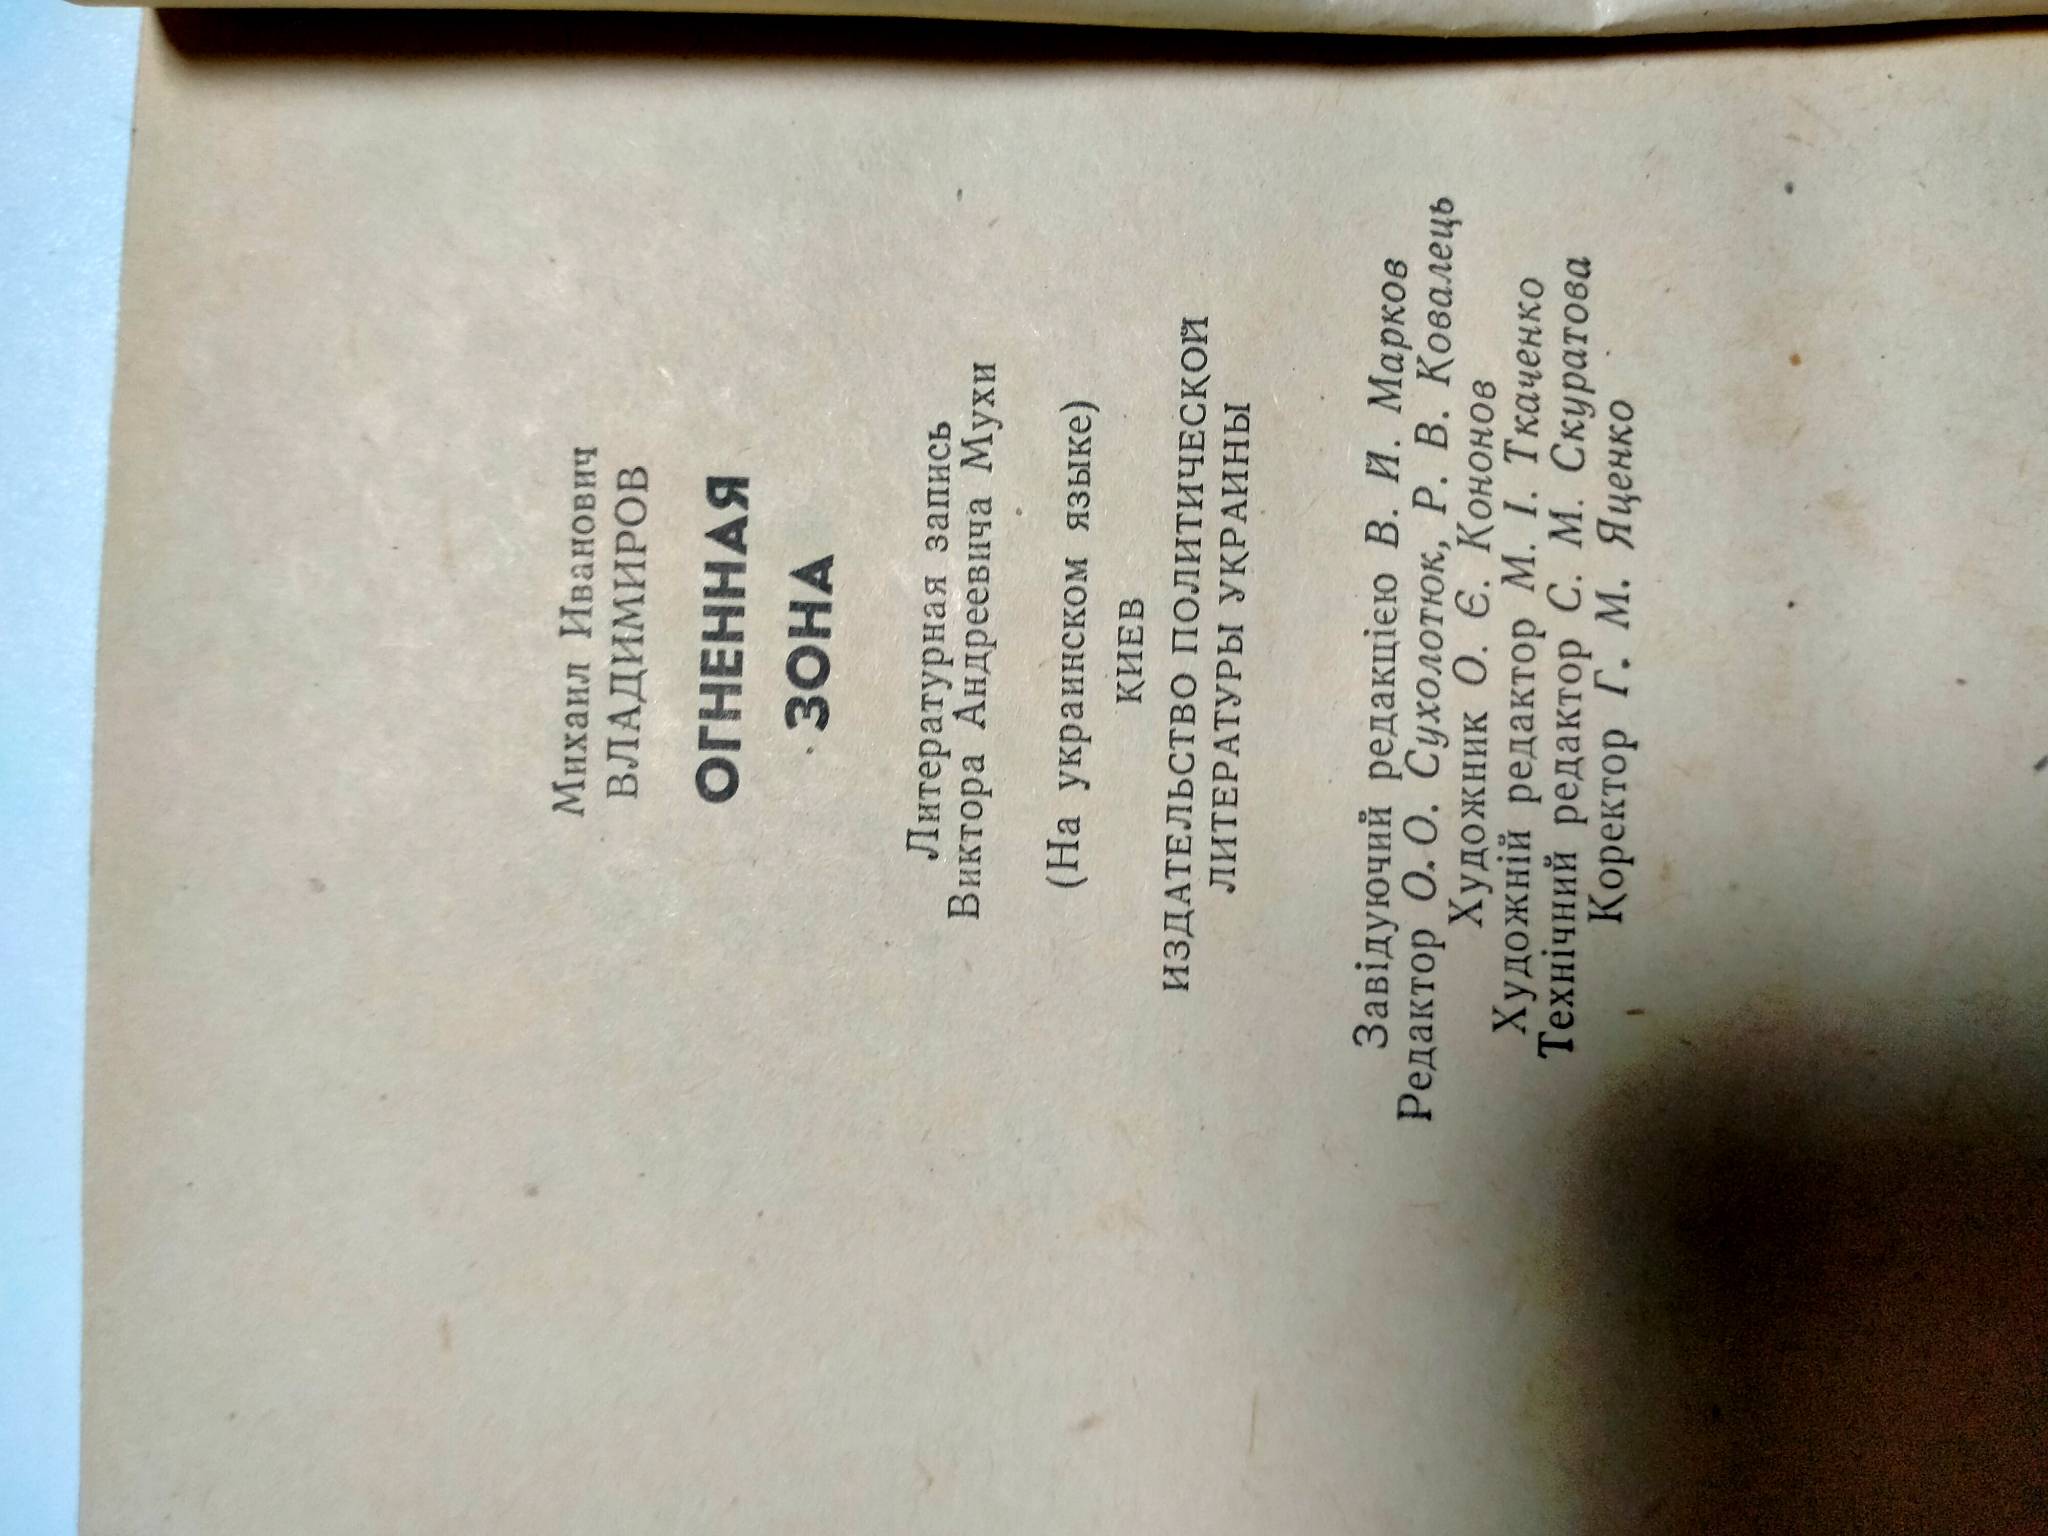 Михаил Иванович
ВЛАДИМИРОВ
ОГНЕННАЯ
ЗОНА
Литературная запись
Виктора Андреевича Мухи
(На украинском языке)
КИЕВ
ИЗДАТЕЛЬСТВО ПОЛИТИЧЕСКОЙ
ЛИТЕРАТУРЫ УКРАИНЫ
Завідуючий редакцією В. Й. Марков
Редактор О. О. Сухолотюк, Р. В. Ковалець
Художник О. Є. Кононов
Художній редактор М. І. Ткаченко
Технічний редактор С. М. Скуратова
Коректор Г. М. Яценко